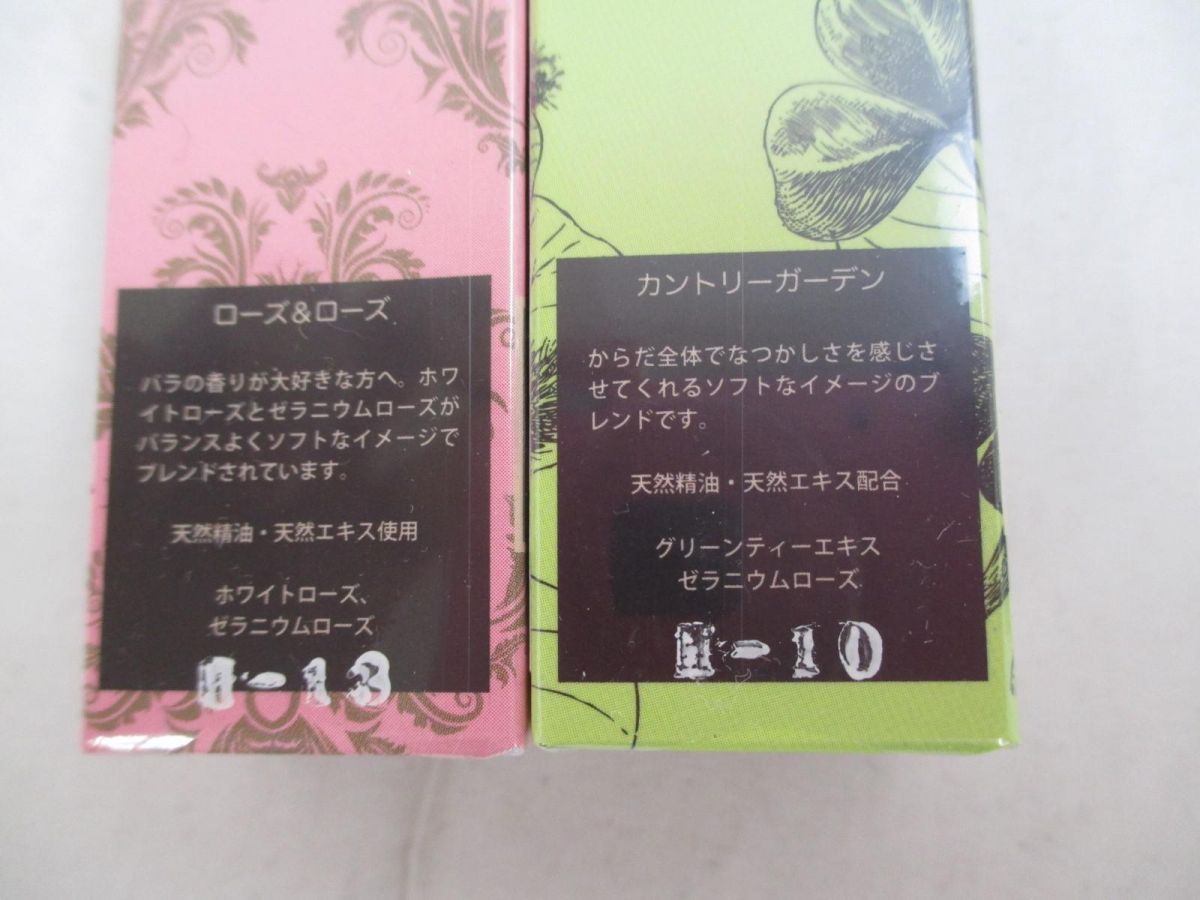 ローズ&ローズ
バラの香りが大好きな方へ。ホワ
イトローズとゼラニウムローズが
バランスよくソフトなイメージで
ブレンドされています。
天然精油・天然エキス使用
ホワイトローズ、
ゼラニウムローズ
H-13
カントリーガーデン
からだ全体でなつかしさを感じさ
せてくれるソフトなイメージのブ
レンドです。
天然精油・天然エキス配合
グリーンティーエキス
ゼラニウムローズ
H-10